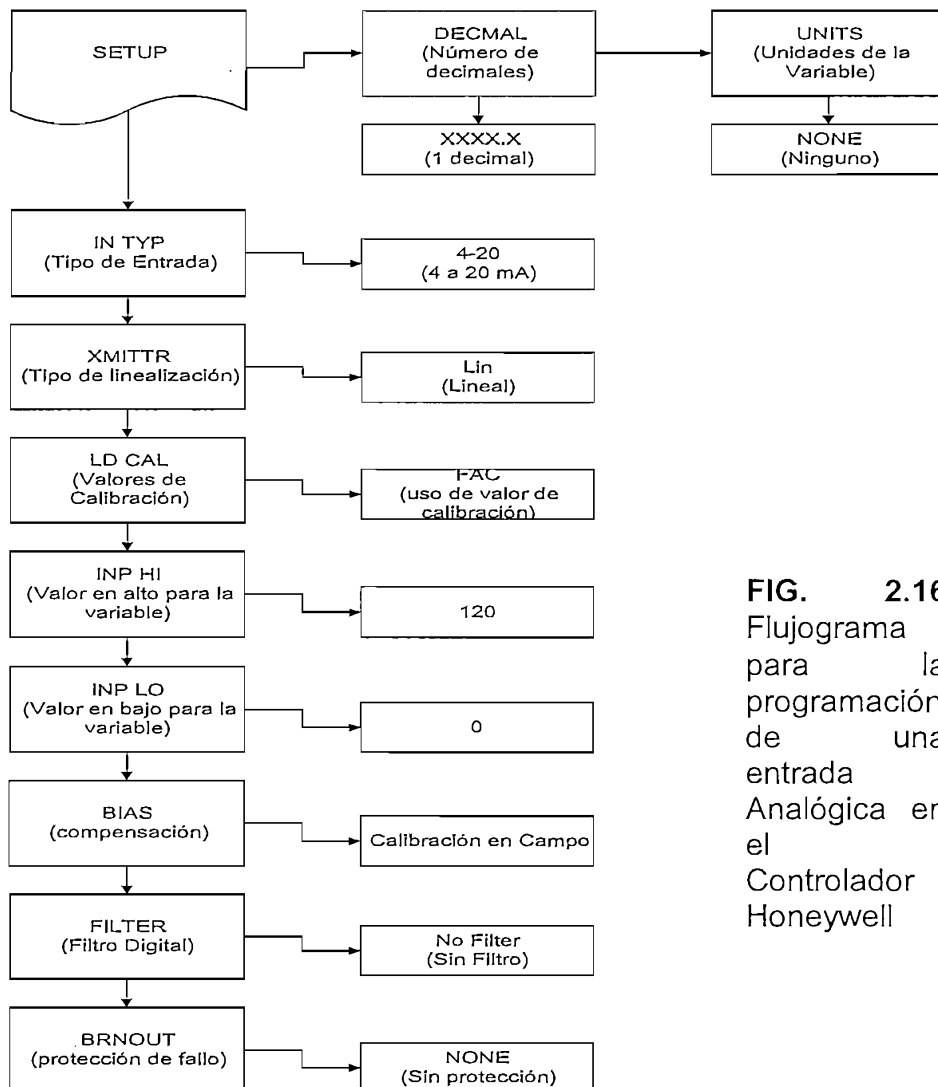 SETUP
DECMAL
(Número de
decimales)
UNITS
(Unidades de la
Variable)
XXXX.X
(1 decimal)
NONE
(Ninguno)
IN TYP
(Tipo de Entrada)
4-20
(4 a 20 mA)
XMITTR
(Tipo de linealización)
Lin
(Lineal)
LD CAL
(Valores de
Calibración)
FAC
(uso de valor de
calibración)
INP HI
(Valor en alto para la
variable)
120
INP LO
(Valor en bajo para la
variable)
0
BIAS
(compensación)
Calibración en Campo
FILTER
(Filtro Digital)
No Filter
(Sin Filtro)
BRNOUT
(protección de fallo)
NONE
(Sin protección)
FIG. 2.16
Flujograma
para la
programación
de una
entrada
Analógica en
el
Controlador
Honeywell